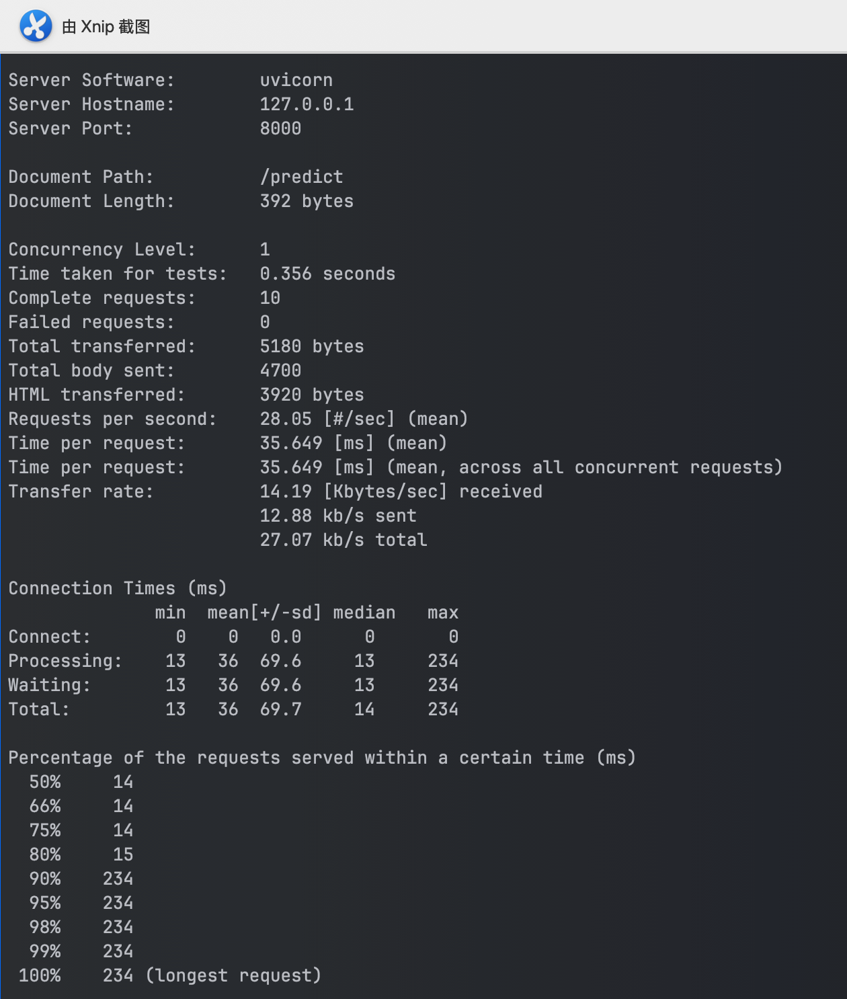 由 Xnip 截图
Server Software:        uvicorn
Server Hostname:        127.0.0.1
Server Port:            8000
Document Path:          /predict
Document Length:        392 bytes
Concurrency Level:      1
Time taken for tests:   0.356 seconds
Complete requests:      10
Failed requests:        0
Total transferred:      5180 bytes
Total body sent:        4700
HTML transferred:       3920 bytes
Requests per second:    28.05 [#/sec] (mean)
Time per request:       35.649 [ms] (mean)
Time per request:       35.649 [ms] (mean, across all concurrent requests)
Transfer rate:          14.19 [Kbytes/sec] received
                        12.88 kb/s sent
                        27.07 kb/s total
Connection Times (ms)
              min  mean[+/-sd] median   max
Connect:        0    0   0.0      0       0
Processing:    13   36  69.6     13     234
Waiting:       13   36  69.6     13     234
Total:         13   36  69.7     14     234
Percentage of the requests served within a certain time (ms)
  50%     14
  66%     14
  75%     14
  80%     15
  90%    234
  95%    234
  98%    234
  99%    234
 100%    234 (longest request)